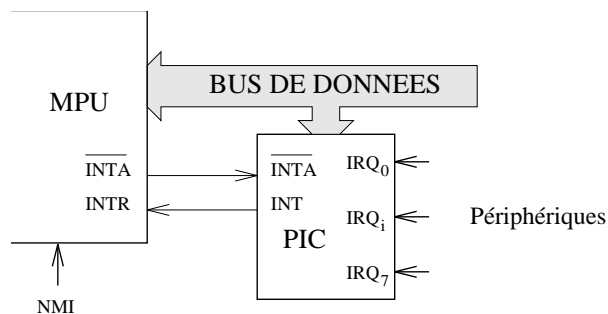 BUS DE DONNEES
MPU
INTA
INTR
NMI
INTA
INT
PIC
IRQ0
IRQi
IRQ7
Périphériques